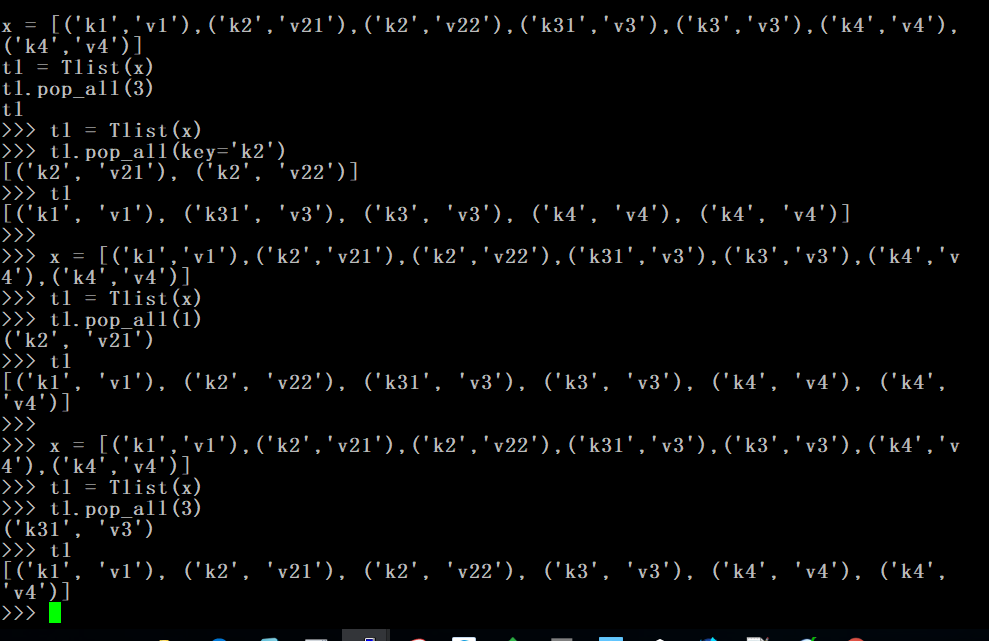 x = [('k1','v1'),('k2','v21'),('k2','v22'),('k31','v3'),('k3','v3'),('k4','v4'),
('k4','v4')]
tl = Tlist(x)
tl.pop_all(3)
tl
>>> tl = Tlist(x)
>>> tl.pop_all(key='k2')
[('k2', 'v21'), ('k2', 'v22')]
>>> tl
[('k1', 'v1'), ('k31', 'v3'), ('k3', 'v3'), ('k4', 'v4'), ('k4', 'v4')]
>>>
>>> x = [('k1','v1'),('k2','v21'),('k2','v22'),('k31','v3'),('k3','v3'),('k4','v
4'),('k4','v4')]
>>> tl = Tlist(x)
>>> tl.pop_all(1)
('k2', 'v21')
>>> tl
[('k1', 'v1'), ('k2', 'v22'), ('k31', 'v3'), ('k3', 'v3'), ('k4', 'v4'), ('k4',
'v4')]
>>>
>>> x = [('k1','v1'),('k2','v21'),('k2','v22'),('k31','v3'),('k3','v3'),('k4','v
4'),('k4','v4')]
>>> tl = Tlist(x)
>>> tl.pop_all(3)
('k31', 'v3')
>>> tl
[('k1', 'v1'), ('k2', 'v21'), ('k2', 'v22'), ('k3', 'v3'), ('k4', 'v4'), ('k4',
'v4')]
>>>